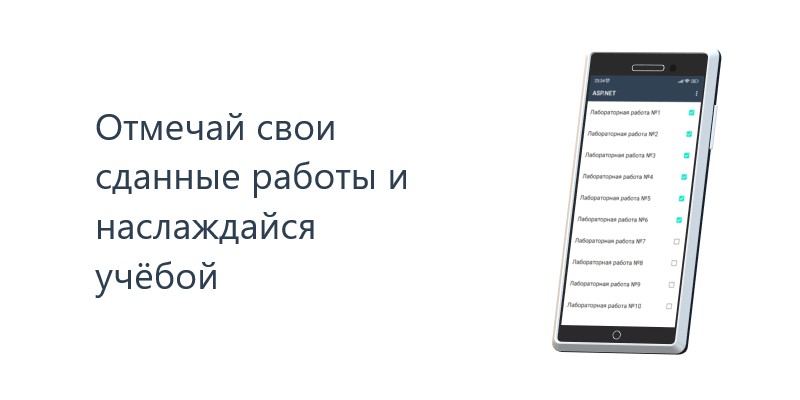 Отмечай свои
сданные работы и
наслаждайся
учёбой
ASP.NET
Лабораторная работа №1
Лабораторная работа №2
Лабораторная работа №3
Лабораторная работа №4
Лабораторная работа №5
Лабораторная работа №6
Лабораторная работа №7
Лабораторная работа №8
Лабораторная работа №9
Лабораторная работа №10